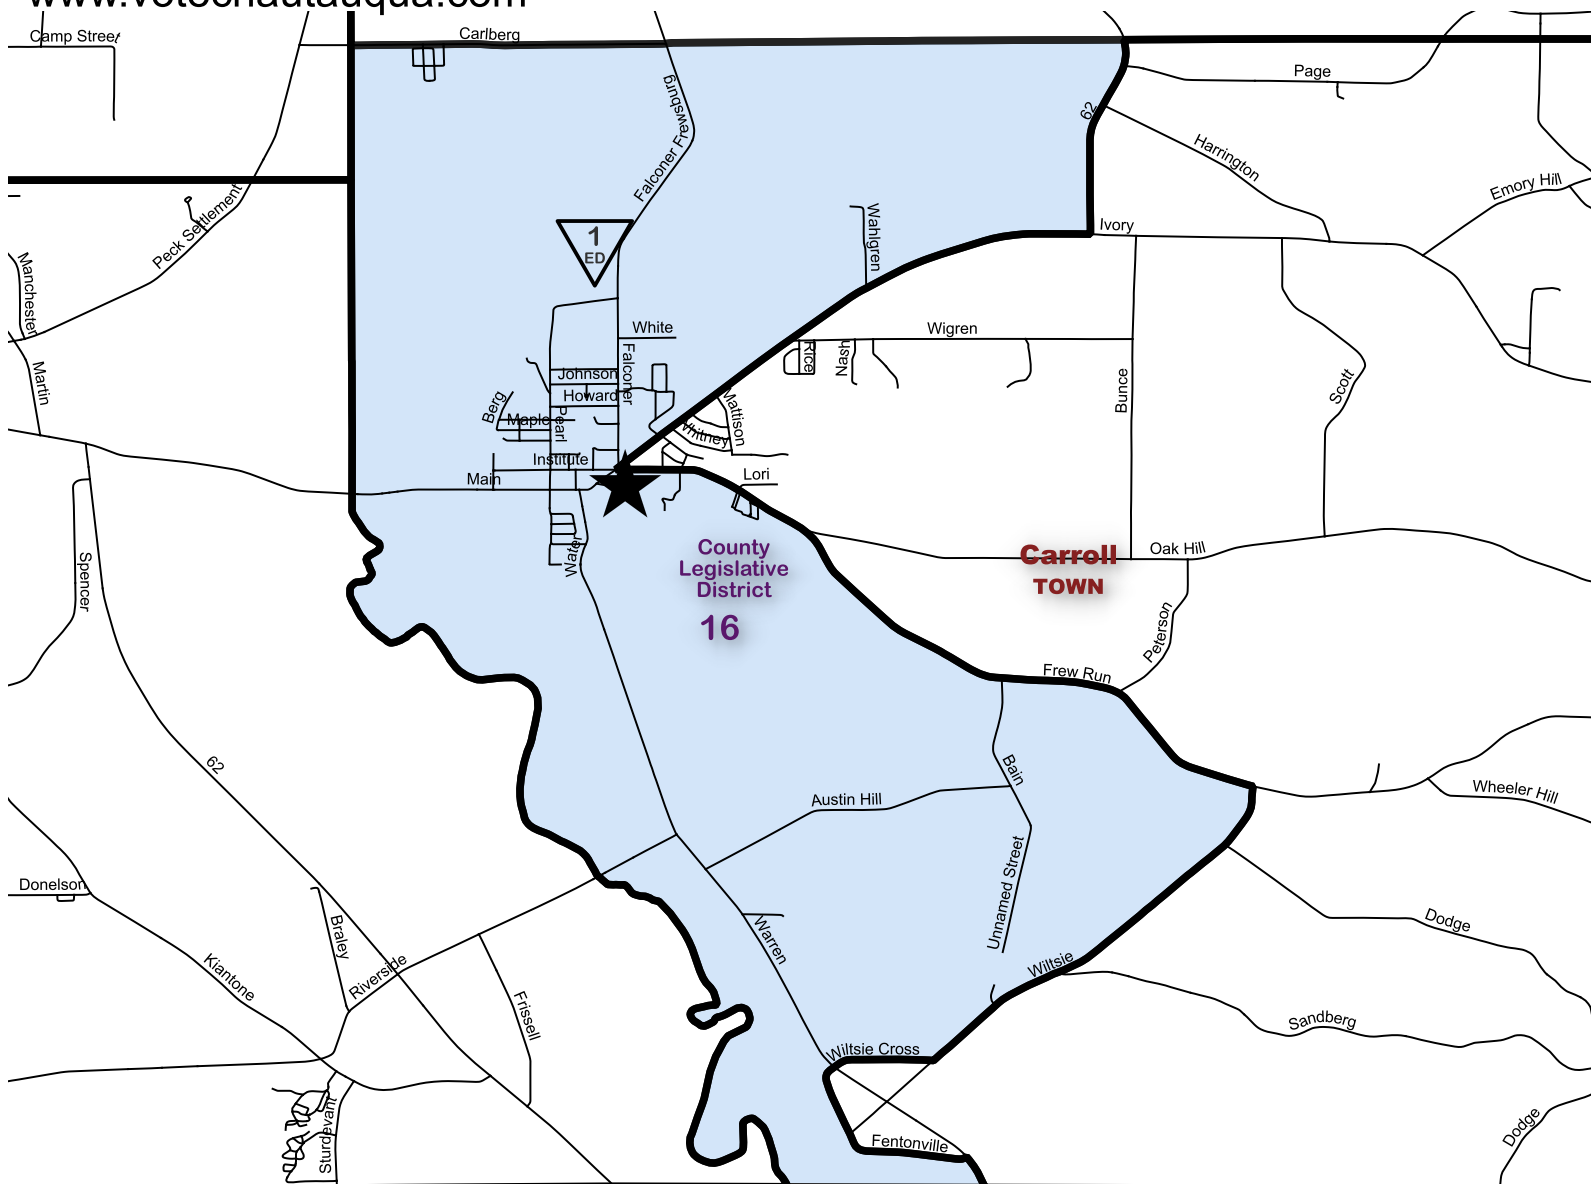 www.votechautauqua.com
Camp Street
Carlberg
Page
Falconer Frewsburg
62
Harrington
Emory Hill
Peck Settlement
Wahlgren
Ivory
1
ED
Manchester
White
Wigren
Martin
Falconer
Rice
Nash
Bunce
Scott
Johnson
Howard
Berg
Maple
Pearl
Mattison
Whitney
Institute
Main
Lori
Water
Spencer
County
Legislative
District
16
Carroll
TOWN
Oak Hill
Peterson
Frew Run
62
Bain
Austin Hill
Wheeler Hill
Unnamed Street
Donelson
Braley
Warren
Dodge
Kiantone
Riverside
Wiltsie
Frissell
Sandberg
Wiltsie Cross
Sturdevant
Fentonville
Dodge